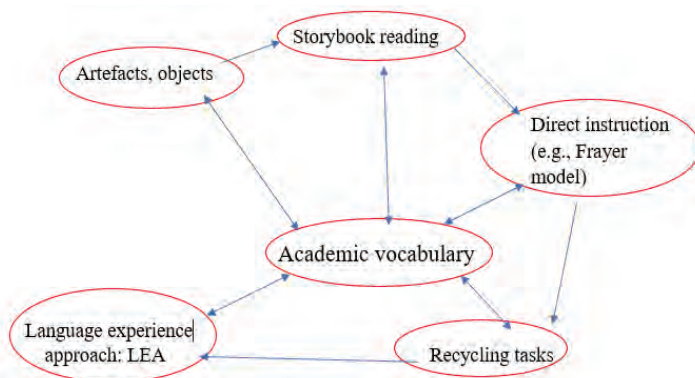 Storybook reading
Artefacts, objects
Direct instruction
(e.g., Frayer
model)
Academic vocabulary
Language experience
approach: LEA
Recycling tasks